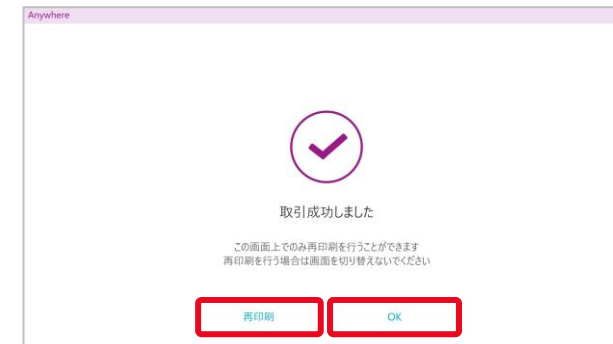 Anywhere
取引成功しました
この画面上でのみ再印刷を行うことができます
再印刷を行う場合は画面を切り替えないでください
再印刷
OK